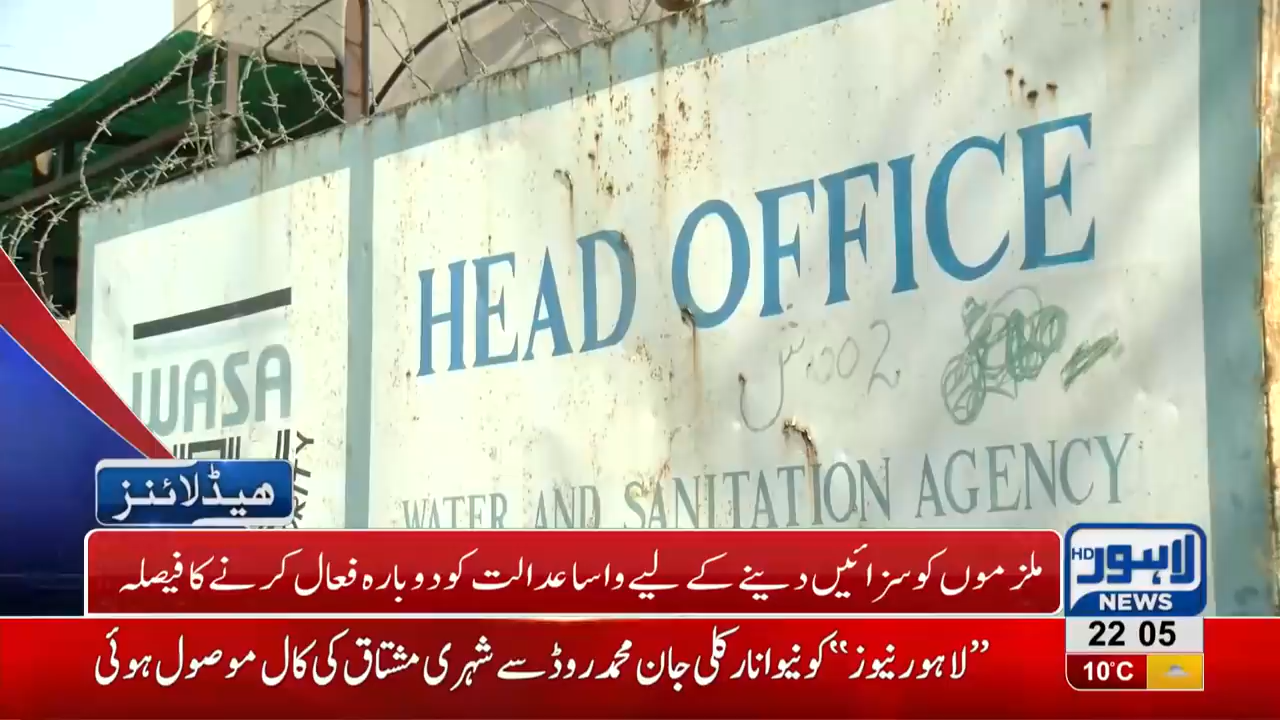 HEAD OFFICE
WASA
WATER AND SANITATION AGENCY
ھیڈلائنز
ملزموں کو سزائیں دینے کے لیے واسا عدالت کو دوبارہ فعال کرنے کا فیصلہ
HD لاہور
NEWS
22 05
10°C
”لاہور نیوز“ کو نیو انار کلی جان محمد روڈ سے شہری مشتاق کی کال موصول ہوئی